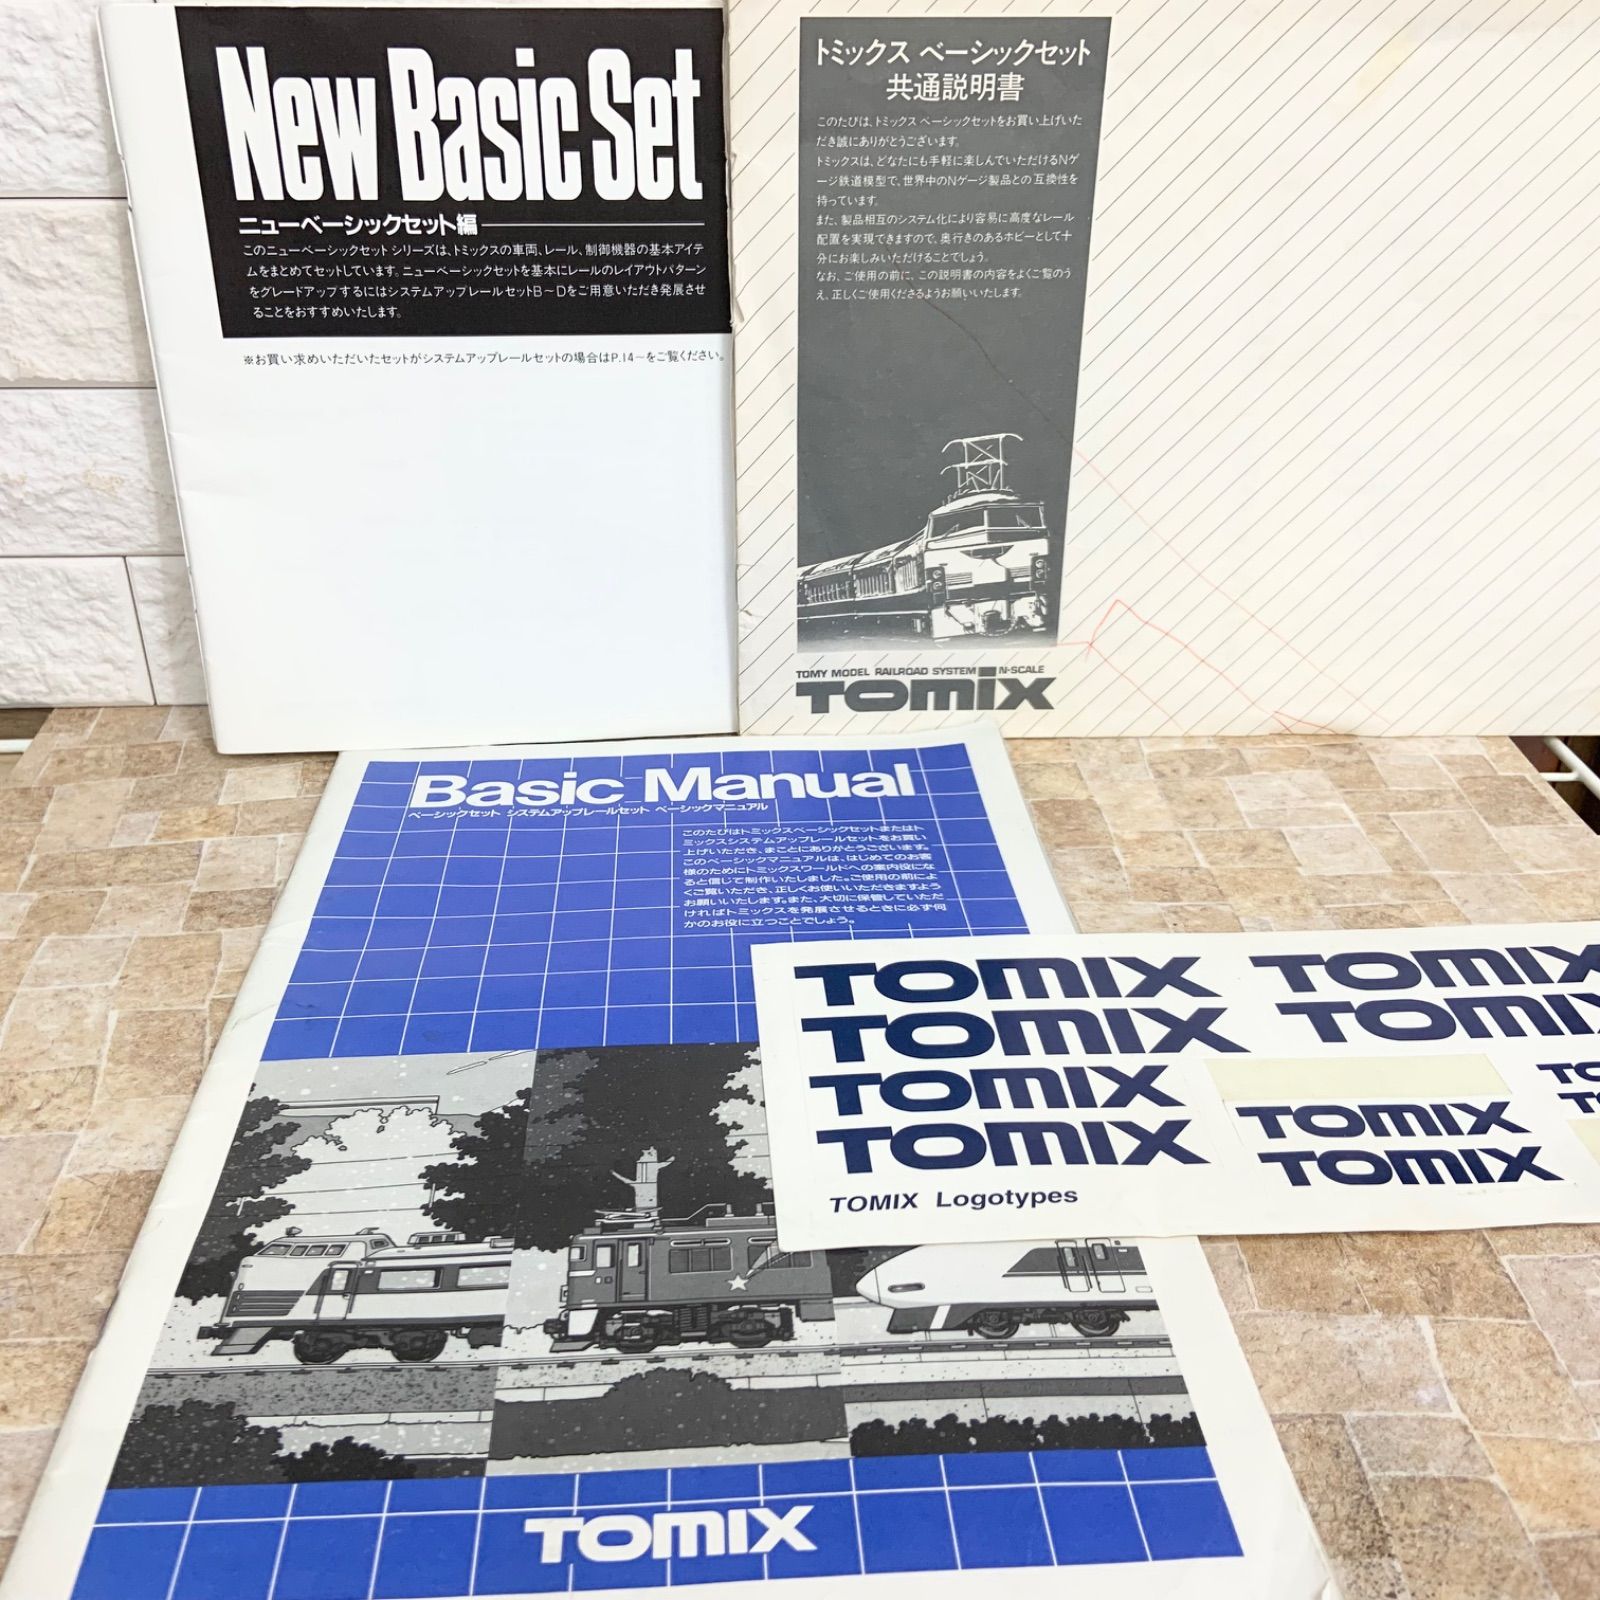 New Basic Set
ニューベーシックセット編
このニューベーシックセット シリーズは、トミックスの車両、レール、制御機器の基本アイテ
ムをまとめてセットしています。ニューベーシックセットを基本にレールのレイアウトパターン
をグレードアップするにはシステムアップレールセットB〜Dをご用意いただき発展させ
ることをおすすめいたします。
※お買い求めいただいたセットがシステムアップレールセットの場合はP.14〜をご覧ください。
トミックス ベーシックセット
共通説明書
このたびは、トミックス ベーシックセットをお買い上げいた
だき誠にありがとうございます。
トミックスは、どなたにも手軽に楽しんでいただけるNゲ
ージ鉄道模型で、世界中のNゲージ製品との互換性を
持っています。
また、製品相互のシステム化により容易に高度なレール
配置を実現できますので、奥行きのあるホビーとして十
分にお楽しみいただけることでしょう。
なお、ご使用の前に、この説明書の内容をよくご覧のう
え、正しくご使用くださるようお願いいたします。
TOMY MODEL RAILROAD SYSTEM N-SCALE
TOMIX
Basic Manual
ベーシックセット システムアップレールセット ベーシックマニュアル
このたびはトミックスベーシックセットまたはト
ミックスシステムアップレールセットをお買い
上げいただき、まことにありがとうございます。
このベーシックマニュアルは、はじめてのお客
様のためにトミックスワールドへの案内役にな
ると信じて制作いたしました。ご使用の前によ
くご覧いただき、正しくお使いいただきますよう
お願いいたします。また、大切に保管していただ
ければトミックスを発展させるときに必ず何
かのお役に立つことでしょう。
TOMIX
TOMIX
TOMIX
TOMIX
TOMIX
TOMIX
TOMIX
TOMIX
TOMIX Logotypes
TOMIX